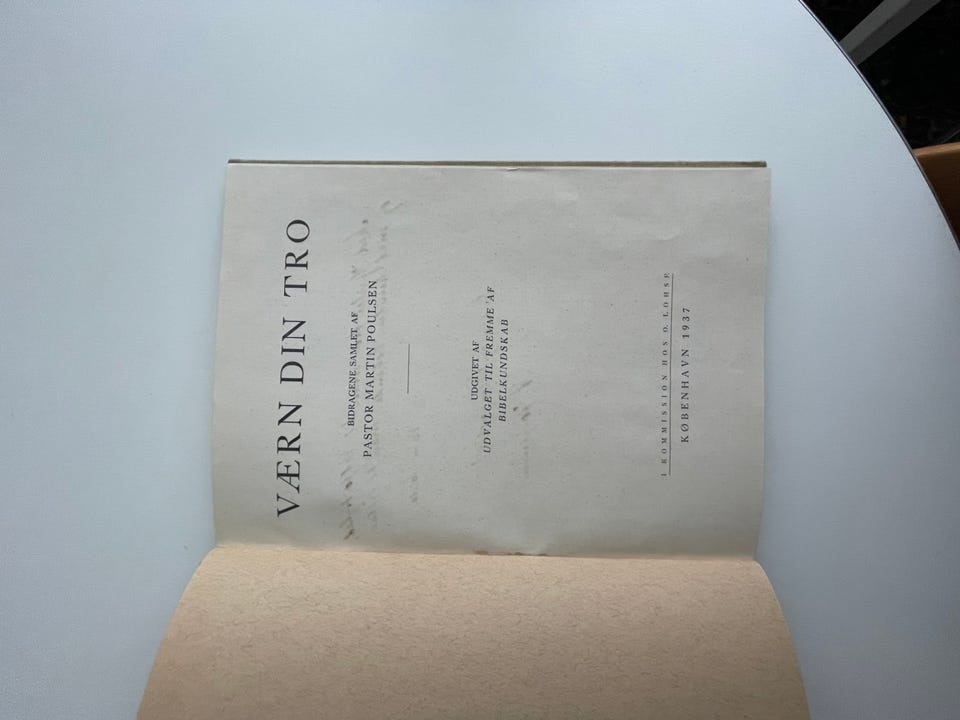 VÆRN DIN TRO
BIDRAGENE SAMLET AF
PASTOR MARTIN POULSEN
UDGIVET AF
UDVALGET TIL FREMME AF
BIBELKUNDSKAB
I KOMMISSION HOS O. LOHSE
KØBENHAVN 1937